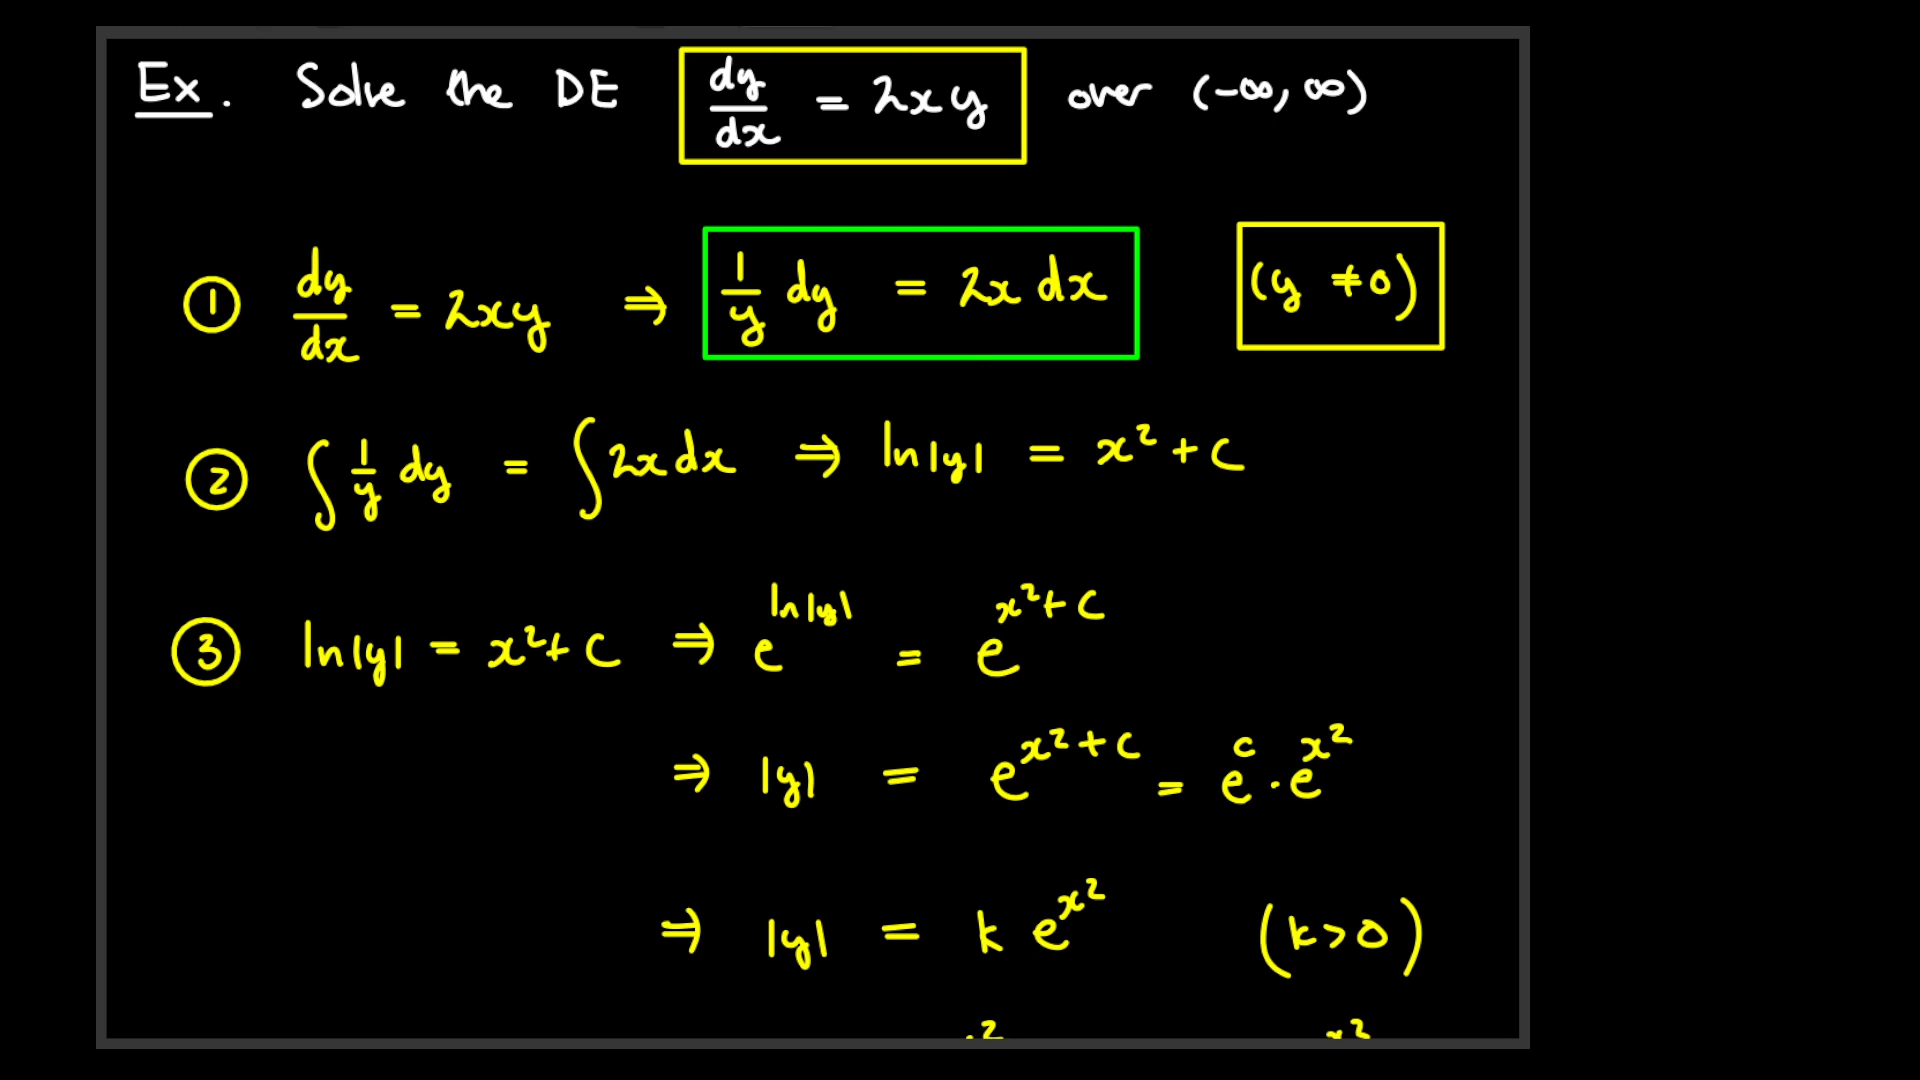 Ex. Solve the DE dy/dx = 2xy over (-∞, ∞)
① dy/dx = 2xy ⇒ 1/y dy = 2x dx (y ≠ 0)
② ∫ 1/y dy = ∫ 2x dx ⇒ ln|y| = x² + C
③ ln|y| = x² + C ⇒ e^(ln|y|) = e^(x² + C)
⇒ |y| = e^(x² + C) = e^C · e^(x²)
⇒ |y| = k e^(x²) (k > 0)